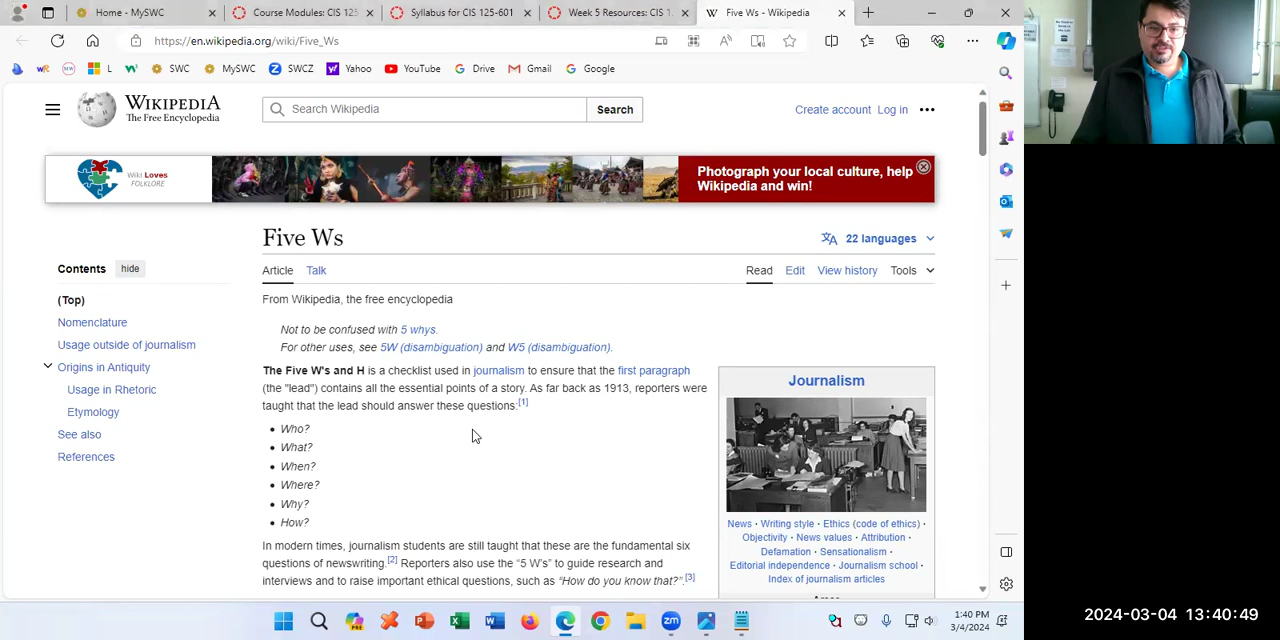 Home - MySWC
Course Modules: CIS 125
Syllabus for CIS 125-601
Week 5 Resources: CIS 1
Five Ws - Wikipedia
https://en.wikipedia.org/wiki/Five_Ws
L
SWC
MySWC
SWCZ
Yahoo
YouTube
Drive
Gmail
Google
WIKIPEDIA
The Free Encyclopedia
Search Wikipedia
Search
Create account Log in
Wiki Loves
FOLKLORE
Photograph your local culture, help
Wikipedia and win!
Five Ws
22 languages
Contents hide
(Top)
Nomenclature
Usage outside of journalism
Origins in Antiquity
Usage in Rhetoric
Etymology
See also
References
Article Talk
Read Edit View history Tools
From Wikipedia, the free encyclopedia
Not to be confused with 5 whys.
For other uses, see 5W (disambiguation) and W5 (disambiguation).
The Five W's and H is a checklist used in journalism to ensure that the first paragraph
(the "lead") contains all the essential points of a story. As far back as 1913, reporters were
taught that the lead should answer these questions:[1]
• Who?
• What?
• When?
• Where?
• Why?
• How?
In modern times, journalism students are still taught that these are the fundamental six
questions of newswriting.[2] Reporters also use the "5 W's" to guide research and
interviews and to raise important ethical questions, such as "How do you know that?".[3]
Journalism
News · Writing style · Ethics (code of ethics) ·
Objectivity · News values · Attribution ·
Defamation · Sensationalism ·
Editorial independence · Journalism school ·
Index of journalism articles
1:40 PM
3/4/2024
2024-03-04 13:40:49